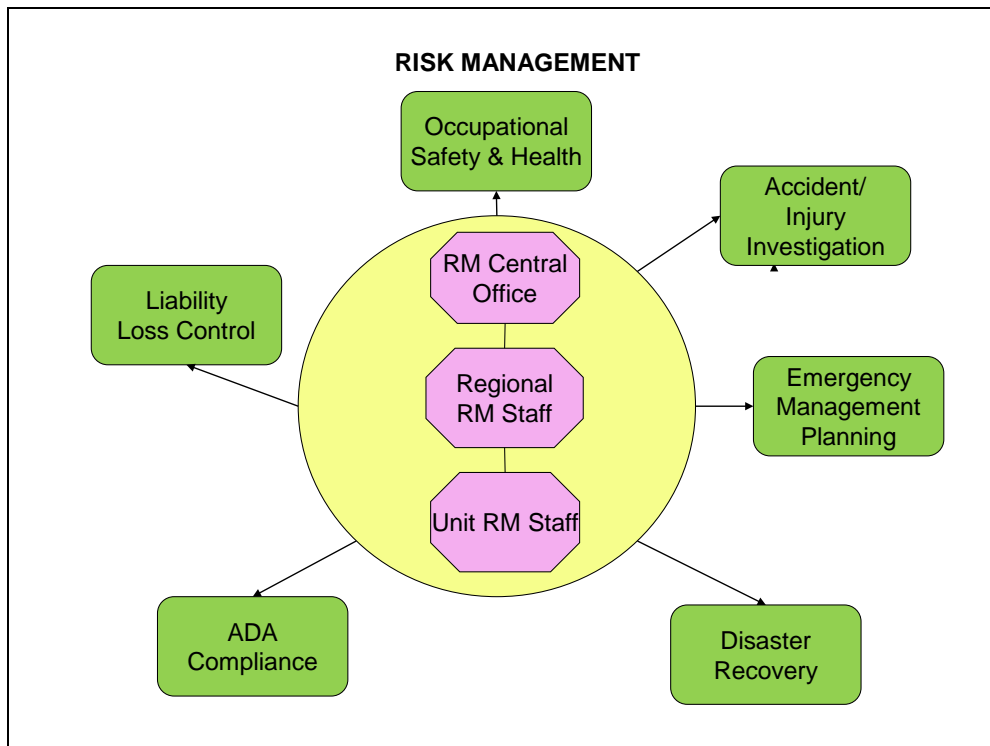 RISK MANAGEMENT
Occupational
Safety & Health
Accident/
Injury
Investigation
RM Central
Office
Liability
Loss Control
Regional
RM Staff
Emergency
Management
Planning
Unit RM Staff
ADA
Compliance
Disaster
Recovery